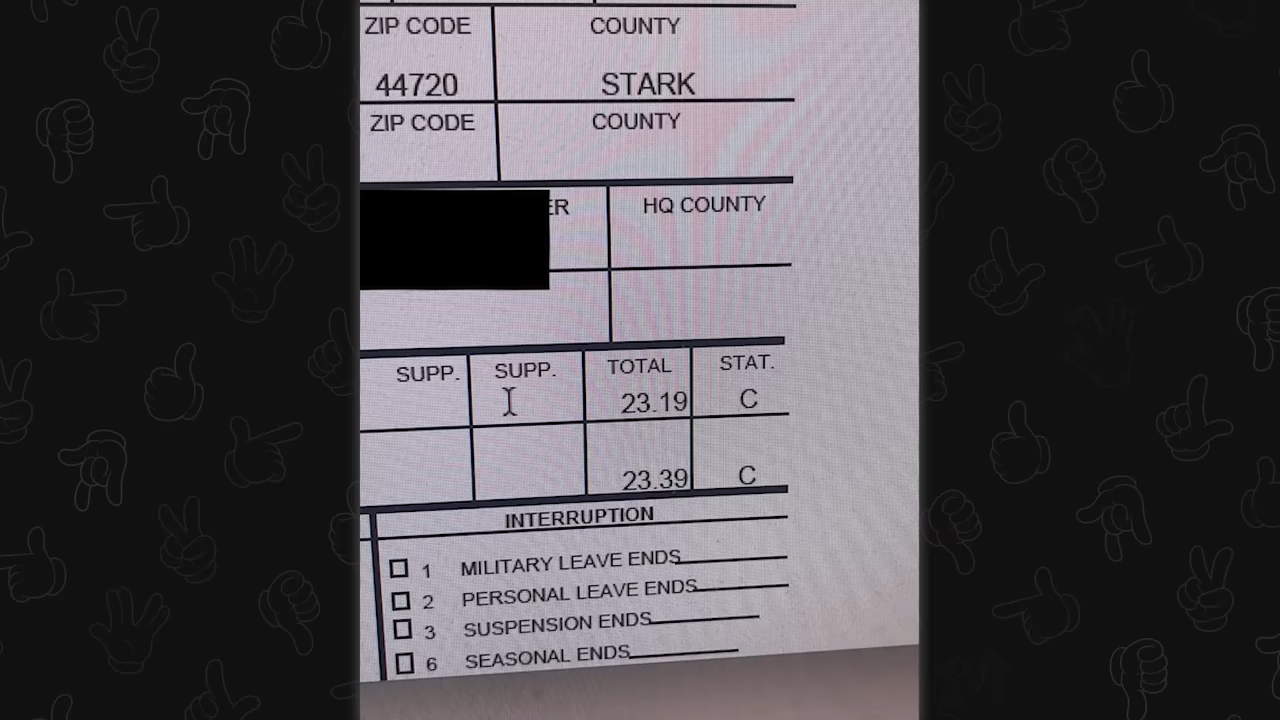 ZIP CODE COUNTY
44720 STARK
ZIP CODE COUNTY
ER HQ COUNTY
SUPP. SUPP. TOTAL STAT.
23.19 C
23.39 C
INTERRUPTION
1 MILITARY LEAVE ENDS
2 PERSONAL LEAVE ENDS
3 SUSPENSION ENDS
6 SEASONAL ENDS